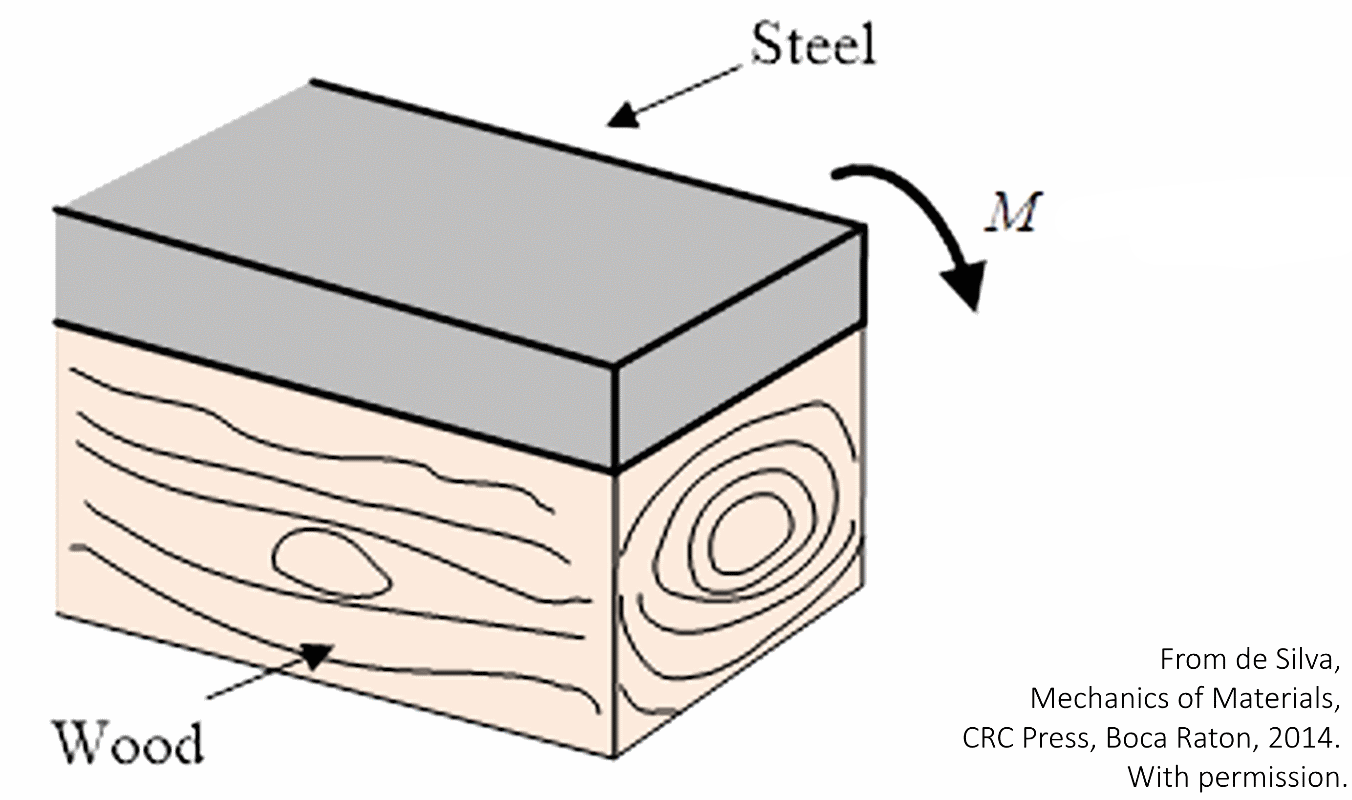 Steel
M
Wood
From de Silva,
Mechanics of Materials,
CRC Press, Boca Raton, 2014.
With permission.